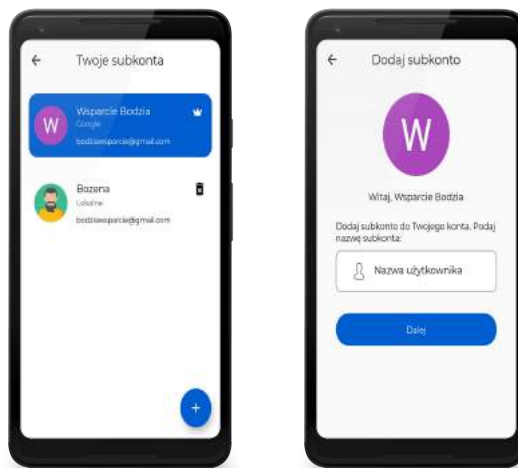 Twoje subkonta
W
Wsparcie Bodzia
Google
bodziawsparcie@gmail.com
Bozena
Lokalne
bodziawsparcie@gmail.com
+
Dodaj subkonto
W
Witaj, Wsparcie Bodzia
Dodaj subkonto do Twojego konta. Podaj
nazwę subkonta:
Nazwa użytkownika
Dalej